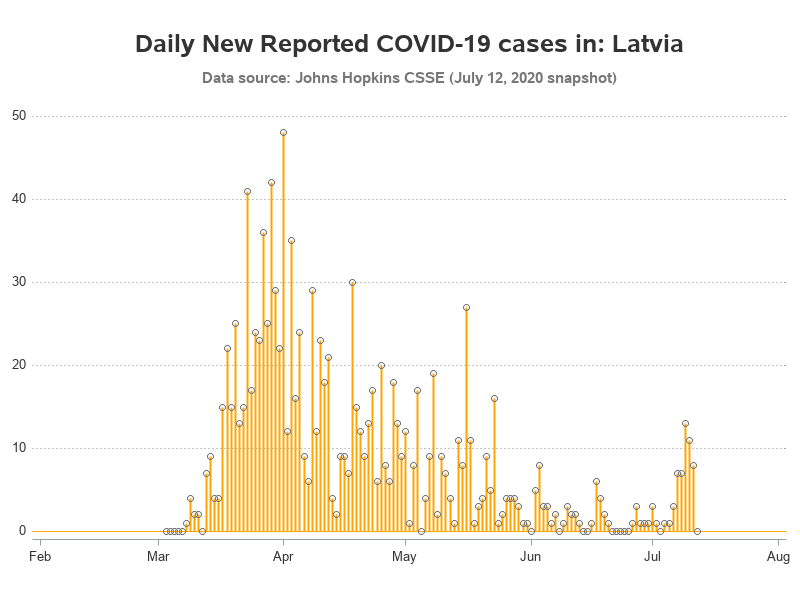 Daily New Reported COVID-19 cases in: Latvia
Data source: Johns Hopkins CSSE (July 12, 2020 snapshot)
50
40
30
20
10
0
Feb Mar Apr May Jun Jul Aug